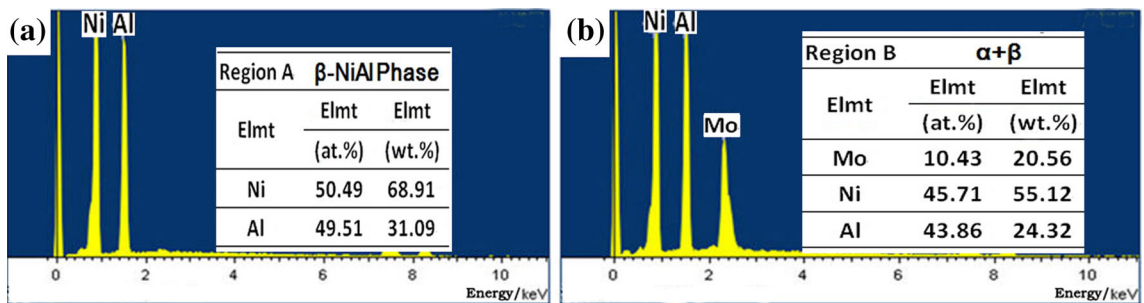 (a) Ni Al
Region A β-NiAl Phase
Elmt Elmt Elmt
(at.%) (wt.%)
Ni 50.49 68.91
Al 49.51 31.09
0 2 4 6 8 10
Energy/keV
(b) Ni Al
Mo
Region B α+β
Elmt Elmt Elmt
(at.%) (wt.%)
Mo 10.43 20.56
Ni 45.71 55.12
Al 43.86 24.32
0 2 4 6 8 10
Energy/keV